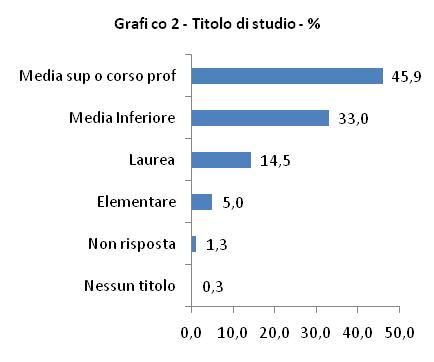 Grafi co 2 - Titolo di studio - %
Media sup o corso prof 45,9
Media Inferiore 33,0
Laurea 14,5
Elementare 5,0
Non risposta 1,3
Nessun titolo 0,3
0,0 10,0 20,0 30,0 40,0 50,0